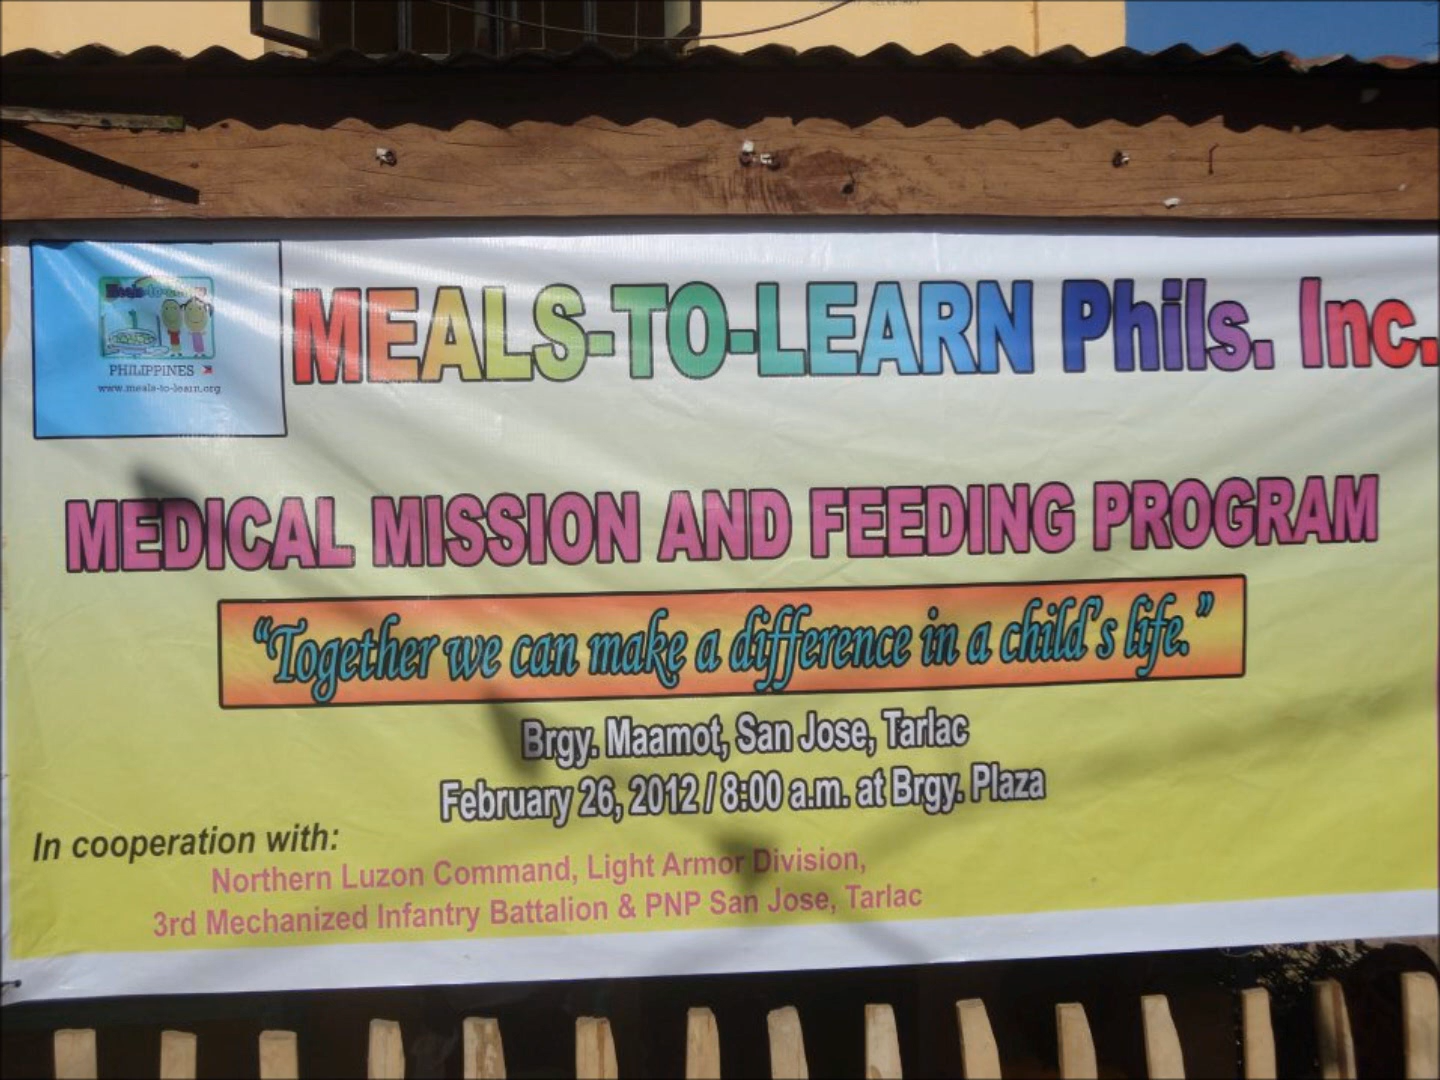 MEALS-TO-LEARN Phils. Inc.
PHILIPPINES
www.meals-to-learn.org
MEDICAL MISSION AND FEEDING PROGRAM
“Together we can make a difference in a child's life.”
Brgy. Maamot, San Jose, Tarlac
February 26, 2012 / 8:00 a.m. at Brgy. Plaza
In cooperation with:
Northern Luzon Command, Light Armor Division,
3rd Mechanized Infantry Battalion & PNP San Jose, Tarlac